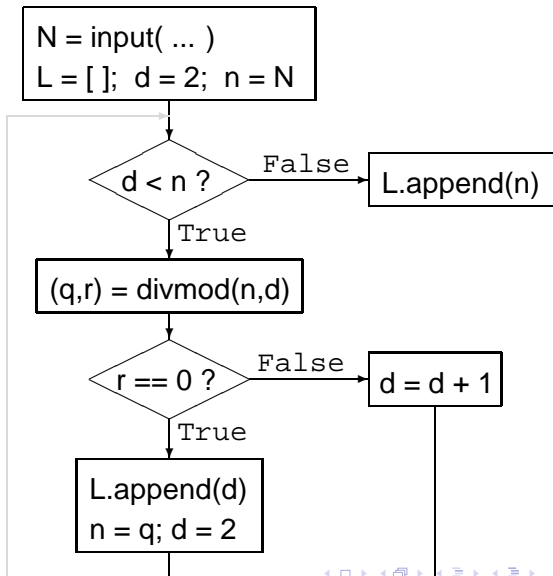 N = input( ... )
L = [ ]; d = 2; n = N
d < n ?
False
L.append(n)
True
(q,r) = divmod(n,d)
r == 0 ?
False
d = d + 1
True
L.append(d)
n = q; d = 2